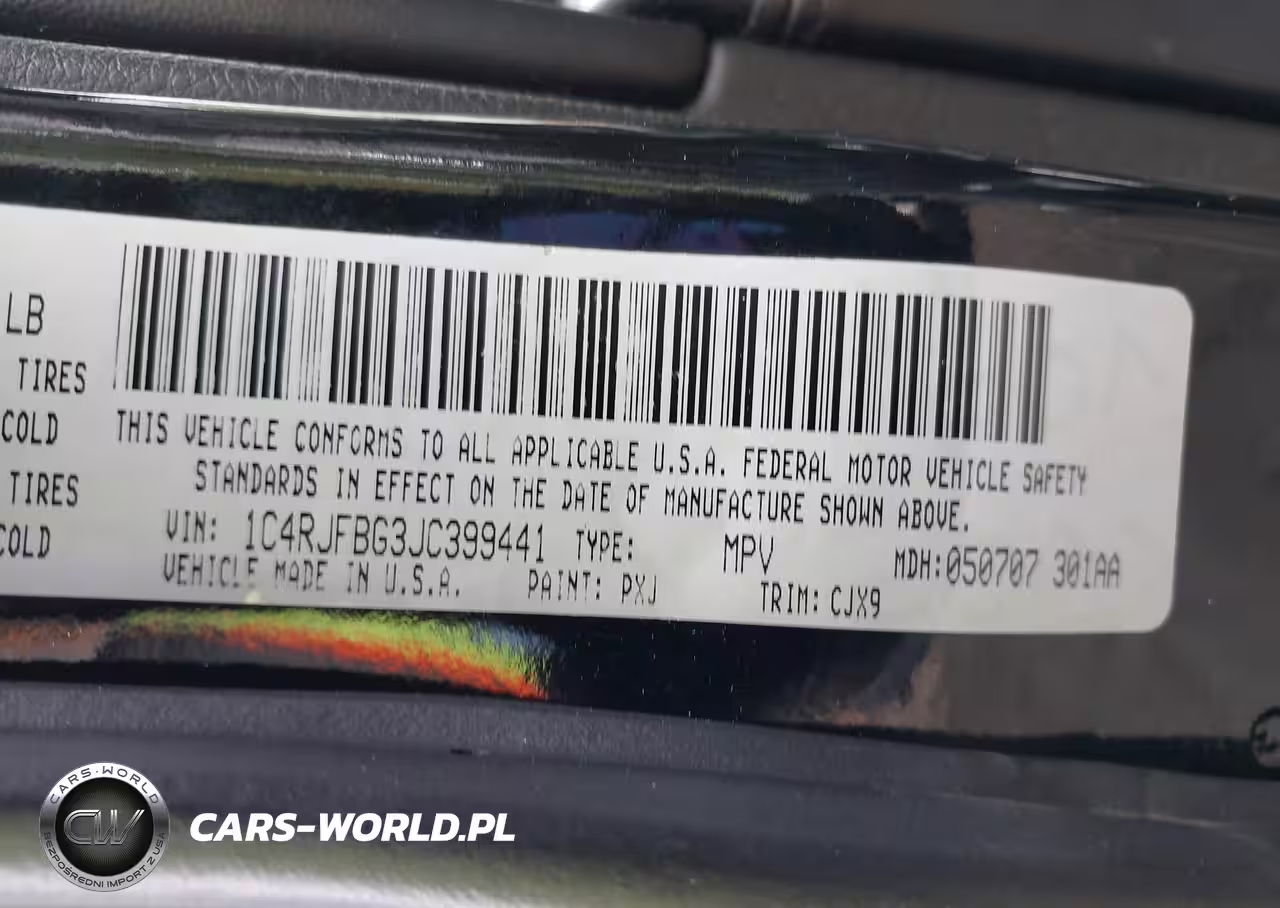 LB
TIRES
COLD
TIRES
COLD
THIS VEHICLE CONFORMS TO ALL APPLICABLE U.S.A. FEDERAL MOTOR VEHICLE SAFETY
STANDARDS IN EFFECT ON THE DATE OF MANUFACTURE SHOWN ABOVE.
VIN: 1C4RJFBG3JC399441 TYPE: MPV MDH:050707 301AA
VEHICLE MADE IN U.S.A. PAINT: PXJ TRIM: CJX9
CARS-WORLD
CW
BEZPOŚREDNI IMPORT Z USA
CARS-WORLD.PL